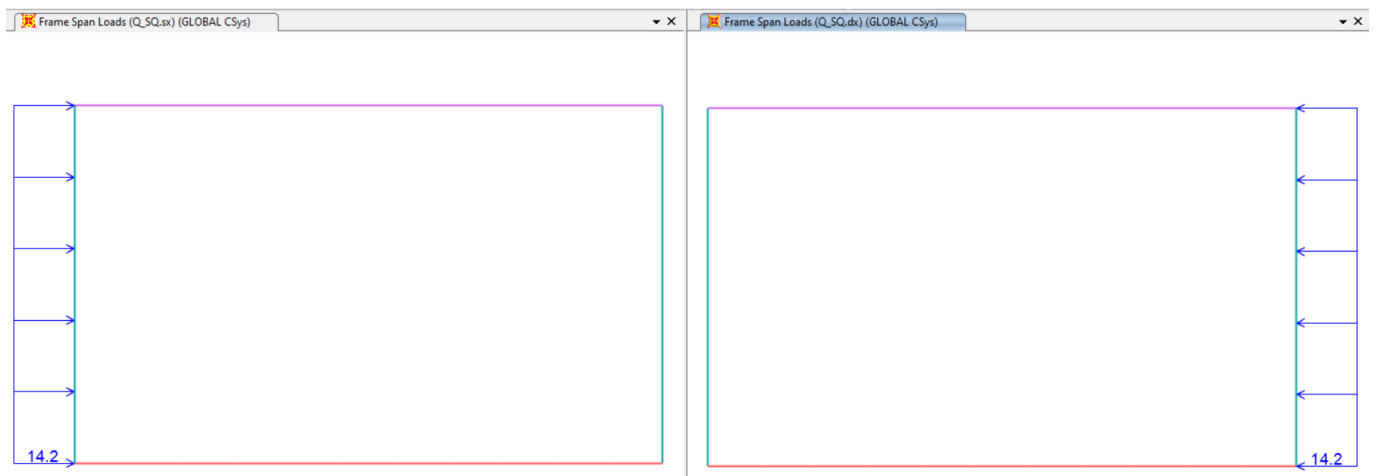 Frame Span Loads (Q_SQ.sx) (GLOBAL CSys)
Frame Span Loads (Q_SQ.dx) (GLOBAL CSys)
14.2
14.2